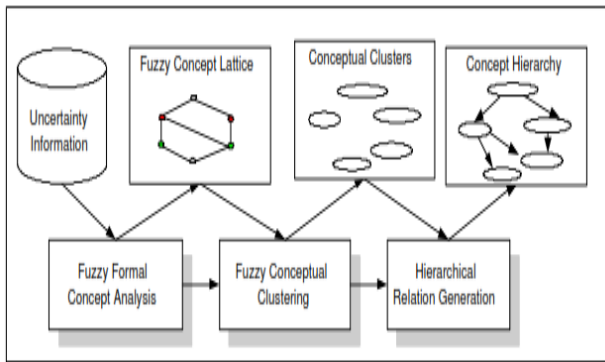 Fuzzy Concept Lattice
Conceptual Clusters
Concept Hierarchy
Uncertainty
Information
Fuzzy Formal
Concept Analysis
Fuzzy Conceptual
Clustering
Hierarchical
Relation Generation